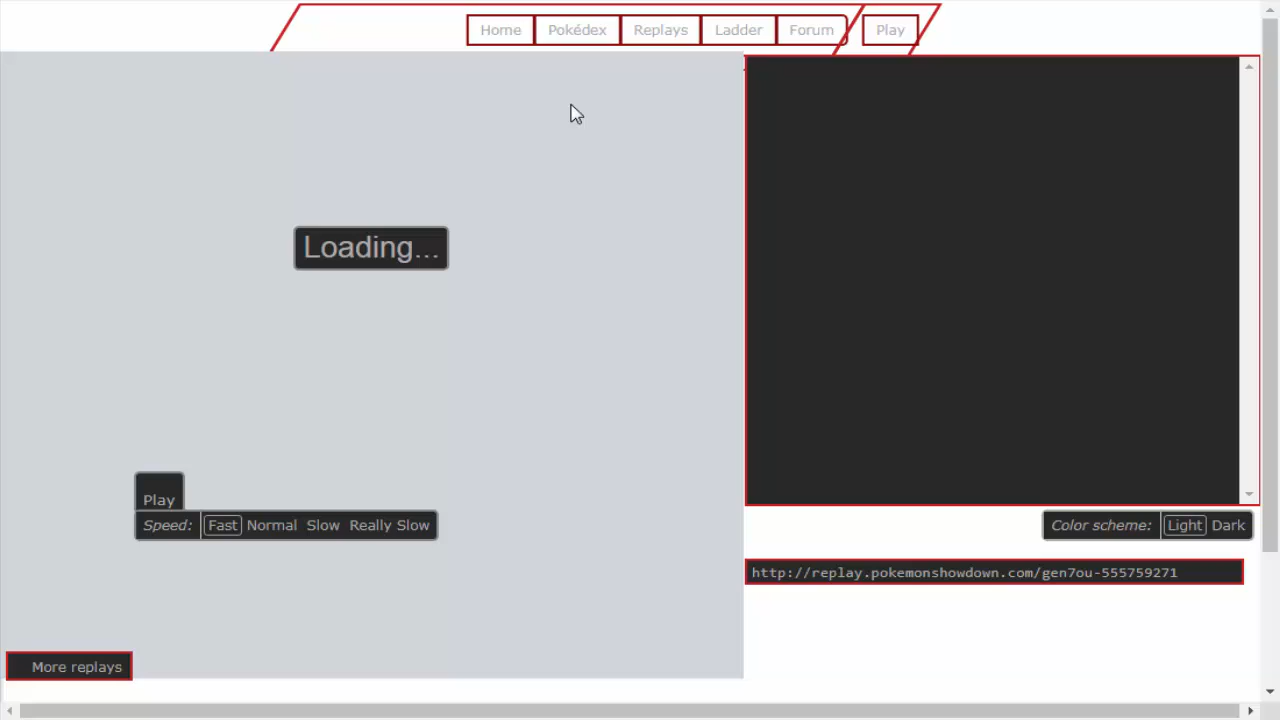 Home Pokédex Replays Ladder Forum Play
Loading...
Play
Speed: Fast Normal Slow Really Slow
Color scheme: Light Dark
http://replay.pokemonshowdown.com/gen7ou-555759271
More replays